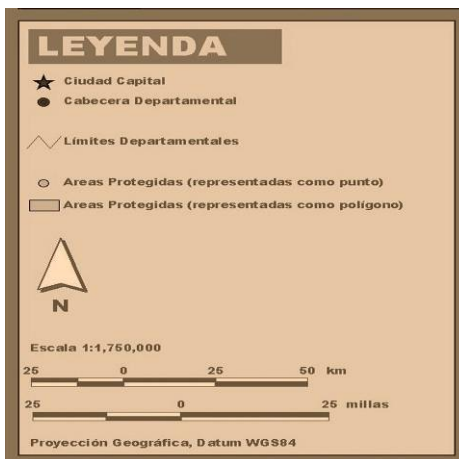 LEYENDA
Ciudad Capital
Cabecera Departamental
Límites Departamentales
Areas Protegidas (representadas como punto)
Areas Protegidas (representadas como polígono)
N
Escala 1:1,750,000
25 0 25 50 km
25 0 25 millas
Proyección Geográfica, Datum WGS84